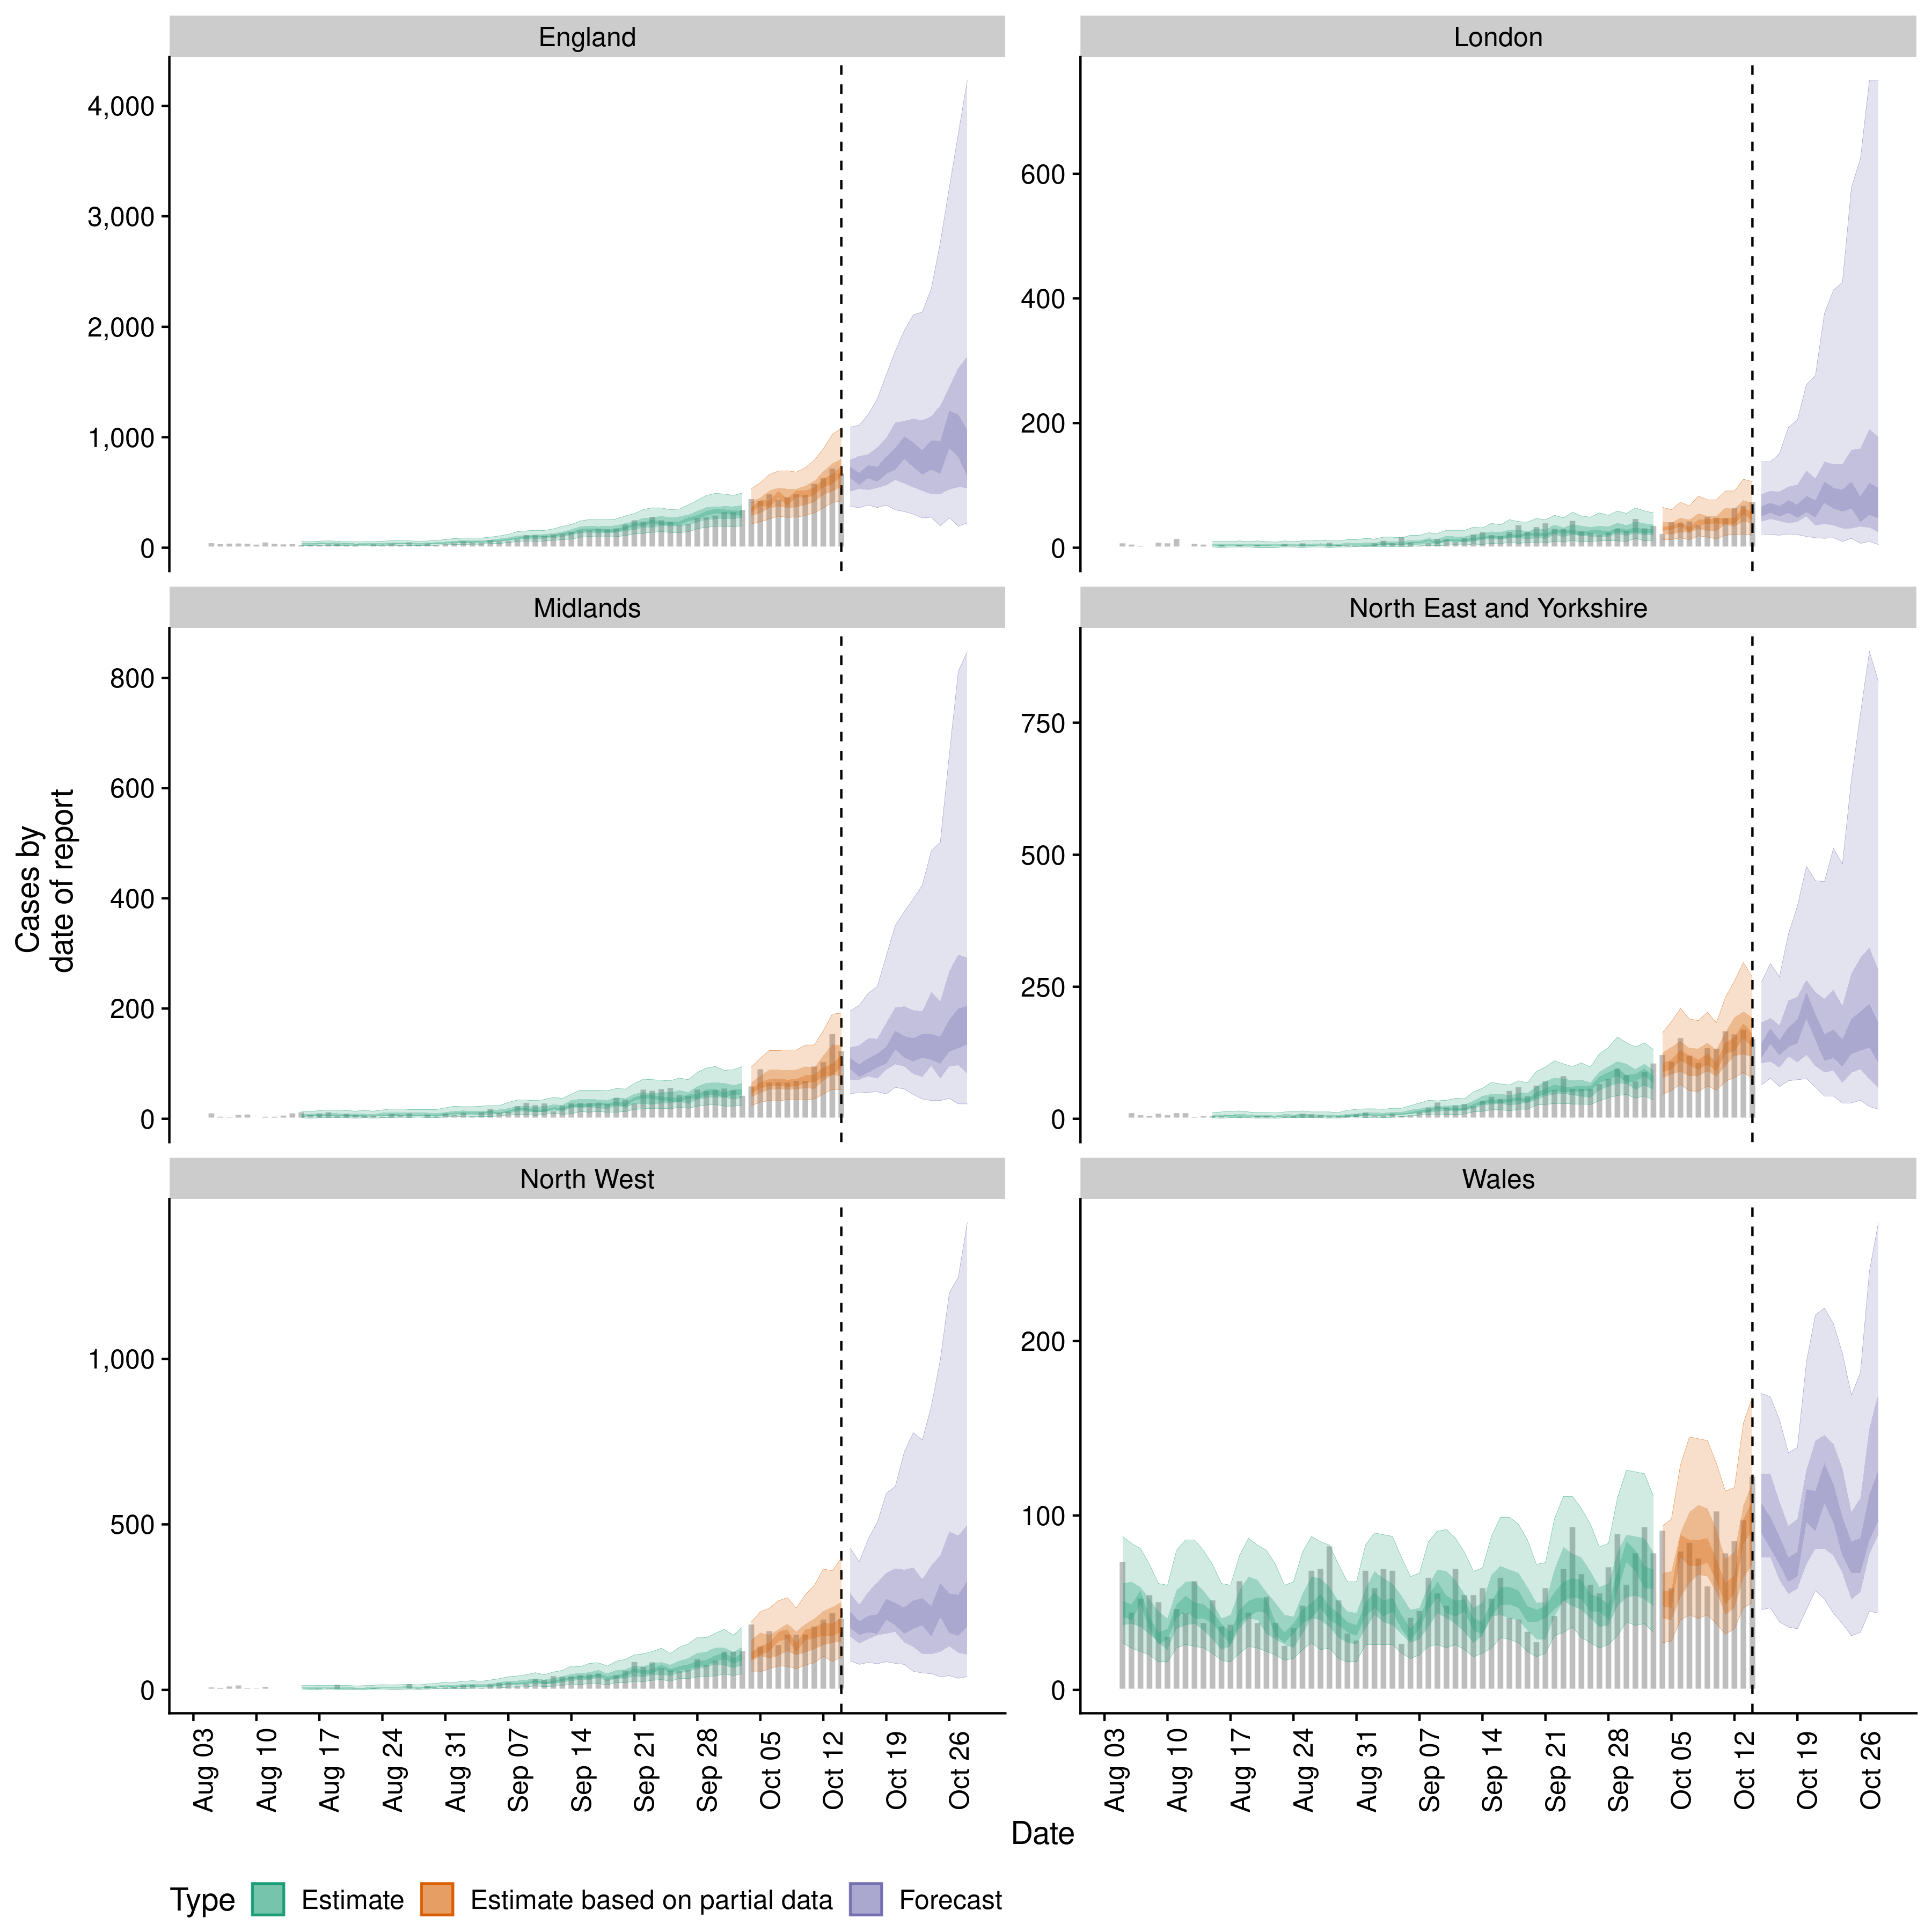 England
London
4,000
3,000
2,000
1,000
0
600
400
200
0
Midlands
North East and Yorkshire
800
600
400
200
0
750
500
250
0
Cases by
date of report
North West
Wales
1,000
500
0
200
100
0
Aug 03
Aug 10
Aug 17
Aug 24
Aug 31
Sep 07
Sep 14
Sep 21
Sep 28
Oct 05
Oct 12
Oct 19
Oct 26
Aug 03
Aug 10
Aug 17
Aug 24
Aug 31
Sep 07
Sep 14
Sep 21
Sep 28
Oct 05
Oct 12
Oct 19
Oct 26
Date
Type Estimate Estimate based on partial data Forecast